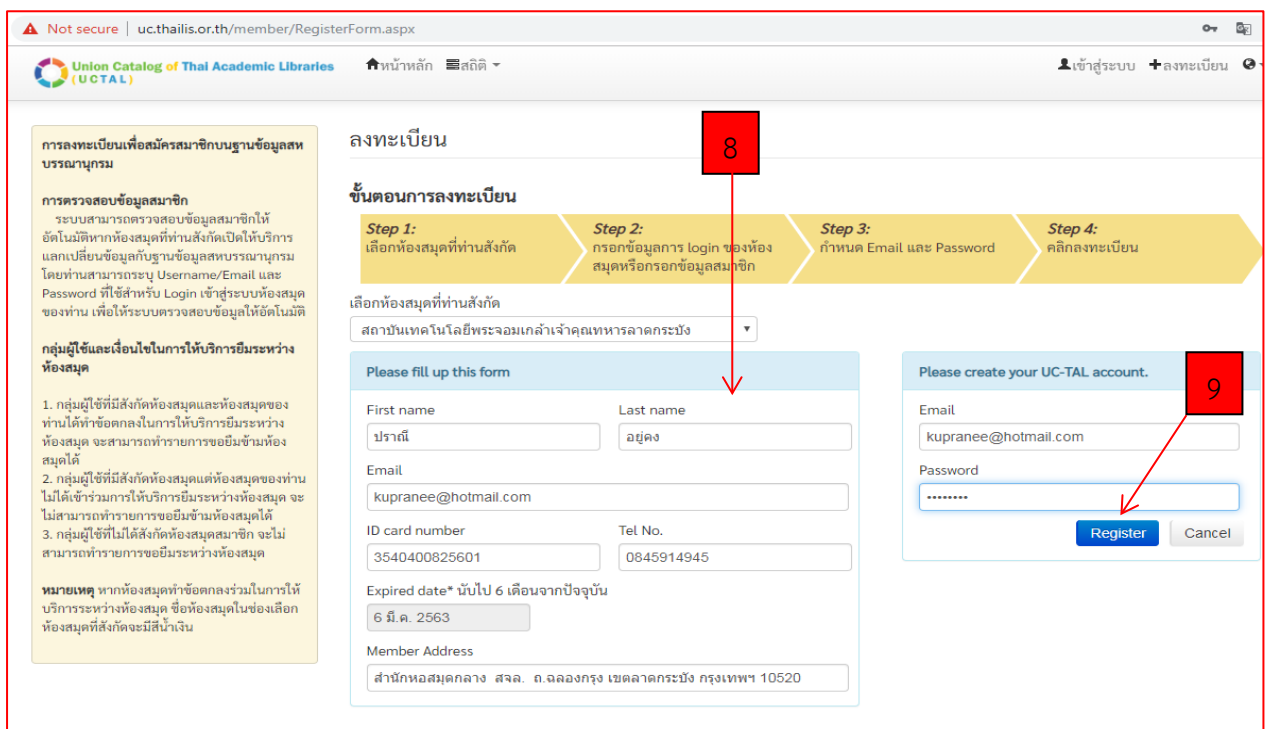 Not secure | uc.thailis.or.th/member/RegisterForm.aspx
Union Catalog of Thai Academic Libraries
(UCTAL)
หน้าหลัก
สถิติ
เข้าสู่ระบบ
ลงทะเบียน
การลงทะเบียนเพื่อสมัครสมาชิกบนฐานข้อมูลสห
บรรณานุกรม
การตรวจสอบข้อมูลสมาชิก
ระบบสามารถตรวจสอบข้อมูลสมาชิกให้
อัตโนมัติหากห้องสมุดที่ท่านสังกัดเปิดให้บริการ
แลกเปลี่ยนข้อมูลกับฐานข้อมูลสหบรรณานุกรม
โดยท่านสามารถระบุ Username/Email และ
Password ที่ใช้สำหรับ Login เข้าสู่ระบบห้องสมุด
ของท่าน เพื่อให้ระบบตรวจสอบข้อมูลให้อัตโนมัติ
กลุ่มผู้ใช้และเงื่อนไขในการให้บริการยืมระหว่าง
ห้องสมุด
1. กลุ่มผู้ใช้ที่มีสังกัดห้องสมุดและห้องสมุดของ
ท่านได้ทำข้อตกลงในการให้บริการยืมระหว่าง
ห้องสมุด จะสามารถทำรายการขอยืมข้ามห้อง
สมุดได้
2. กลุ่มผู้ใช้ที่มีสังกัดห้องสมุดแต่ห้องสมุดของท่าน
ไม่ได้เข้าร่วมการให้บริการยืมระหว่างห้องสมุด จะ
ไม่สามารถทำรายการขอยืมข้ามห้องสมุดได้
3. กลุ่มผู้ใช้ที่ไม่ได้สังกัดห้องสมุดสมาชิก จะไม่
สามารถทำรายการขอยืมระหว่างห้องสมุด
หมายเหตุ หากห้องสมุดทำข้อตกลงร่วมในการให้
บริการระหว่างห้องสมุด ชื่อห้องสมุดในช่องเลือก
ห้องสมุดที่สังกัดจะมีสีน้ำเงิน
ลงทะเบียน
8
ขั้นตอนการลงทะเบียน
Step 1:
เลือกห้องสมุดที่ท่านสังกัด
Step 2:
กรอกข้อมูลการ login ของห้อง
สมุดหรือกรอกข้อมูลสมาชิก
Step 3:
กำหนด Email และ Password
Step 4:
คลิกลงทะเบียน
เลือกห้องสมุดที่ท่านสังกัด
สถาบันเทคโนโลยีพระจอมเกล้าเจ้าคุณทหารลาดกระบัง
Please fill up this form
First name
Last name
ปราณี
อยู่คง
Email
kupranee@hotmail.com
ID card number
Tel No.
3540400825601
0845914945
Expired date* นับไป 6 เดือนจากปัจจุบัน
6 มี.ค. 2563
Member Address
สำนักหอสมุดกลาง สจล. ถ.ฉลองกรุง เขตลาดกระบัง กรุงเทพฯ 10520
Please create your UC-TAL account.
9
Email
kupranee@hotmail.com
Password
••••••••
Register
Cancel